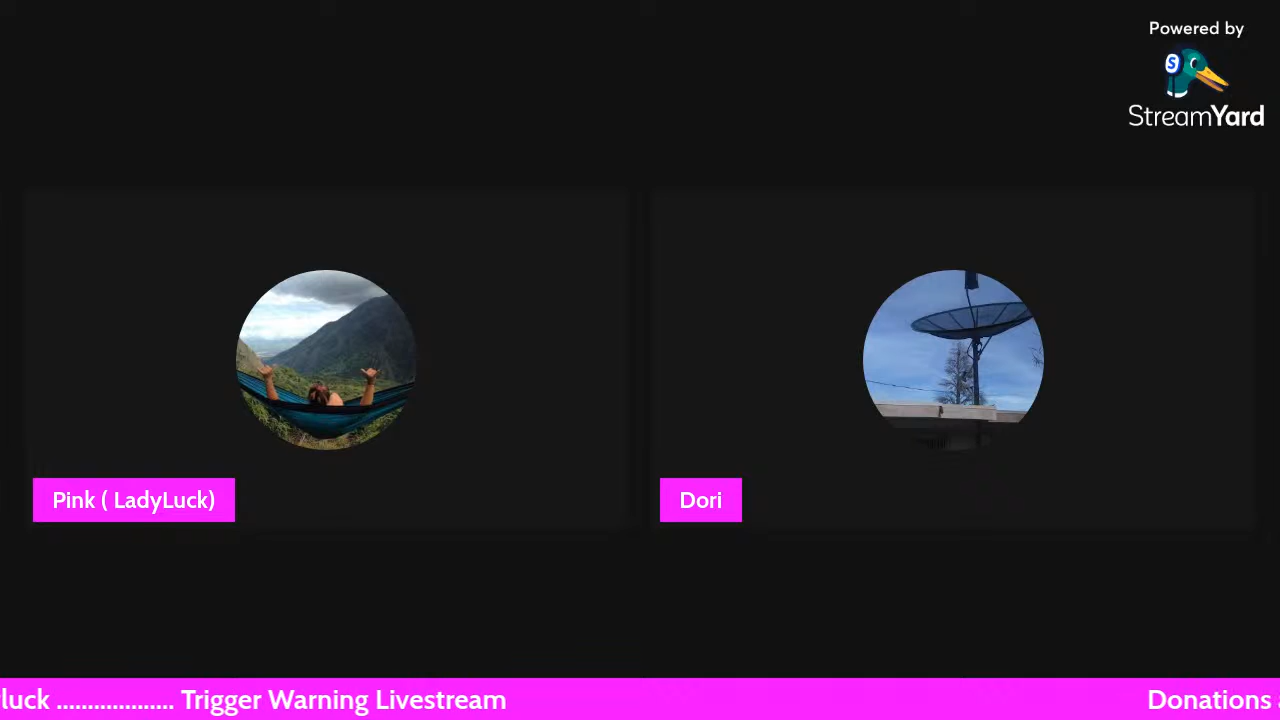 Powered by
S
StreamYard
Pink ( LadyLuck)
Dori
luck ................... Trigger Warning Livestream
Donations